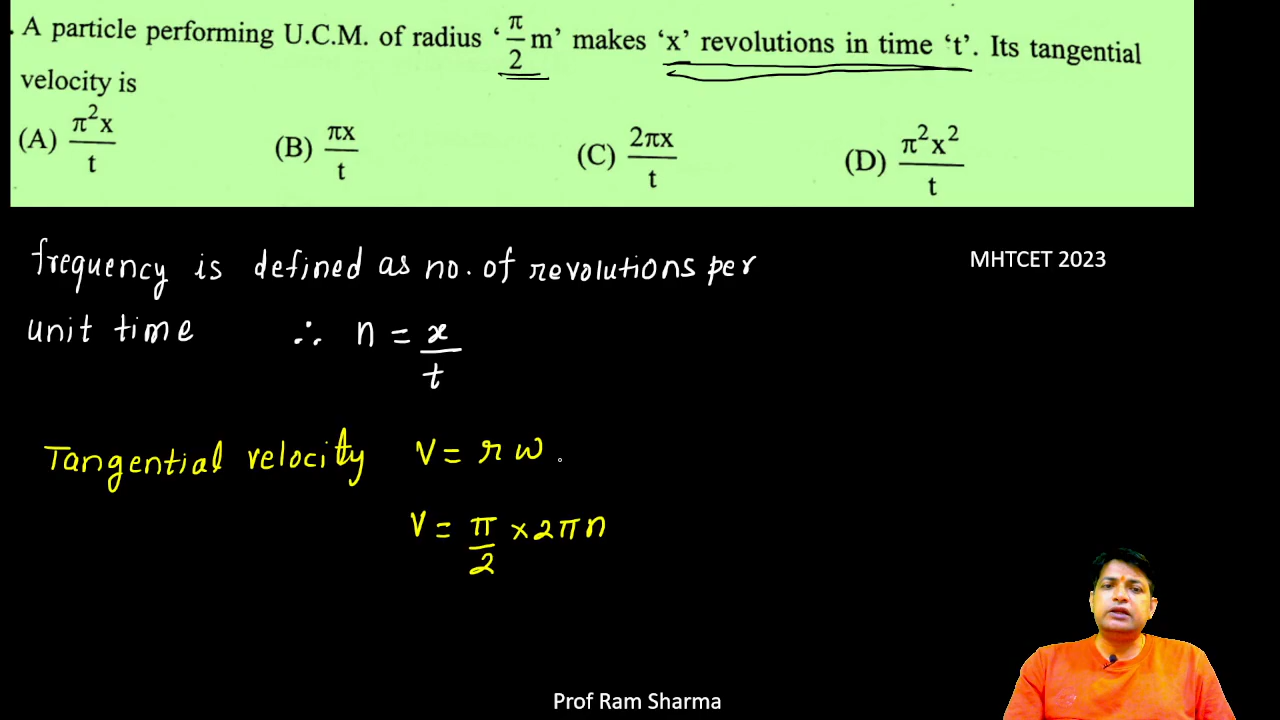 A particle performing U.C.M. of radius ‘π/2 m’ makes ‘x’ revolutions in time ‘t’. Its tangential
velocity is
(A) π²x/t (B) πx/t (C) 2πx/t (D) π²x²/t
frequency is defined as no. of revolutions per
MHTCET 2023
unit time ∴ n = x/t
Tangential velocity V = r ω.
V = π/2 × 2πn
Prof Ram Sharma